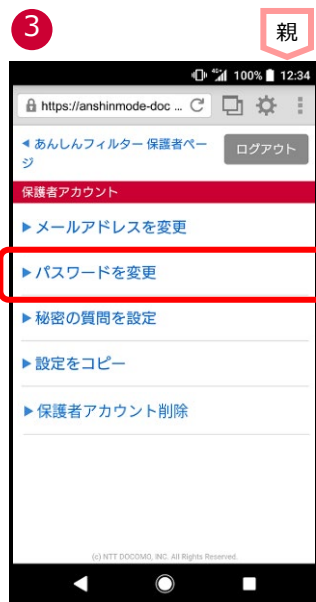 3
親
100% 12:34
https://anshinmode-doc ...
あんしんフィルター 保護者ペー
ジ
ログアウト
保護者アカウント
メールアドレスを変更
パスワードを変更
秘密の質問を設定
設定をコピー
保護者アカウント削除
(c) NTT DOCOMO, INC. All Rights Reserved.